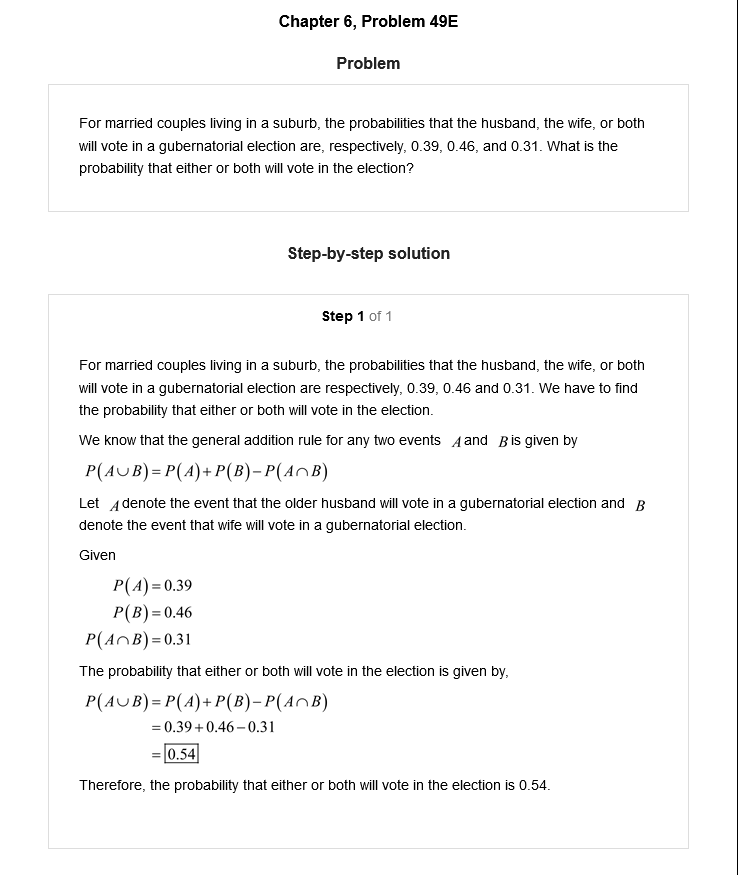 Chapter 6, Problem 49E
Problem
For married couples living in a suburb, the probabilities that the husband, the wife, or both
will vote in a gubernatorial election are, respectively, 0.39, 0.46, and 0.31. What is the
probability that either or both will vote in the election?
Step-by-step solution
Step 1 of 1
For married couples living in a suburb, the probabilities that the husband, the wife, or both
will vote in a gubernatorial election are respectively, 0.39, 0.46 and 0.31. We have to find
the probability that either or both will vote in the election.
We know that the general addition rule for any two events A and B is given by
P(A∪B)=P(A)+P(B)−P(A∩B)
Let A denote the event that the older husband will vote in a gubernatorial election and B
denote the event that wife will vote in a gubernatorial election.
Given
P(A)=0.39
P(B)=0.46
P(A∩B)=0.31
The probability that either or both will vote in the election is given by,
P(A∪B)=P(A)+P(B)−P(A∩B)
=0.39+0.46−0.31
=0.54
Therefore, the probability that either or both will vote in the election is 0.54.